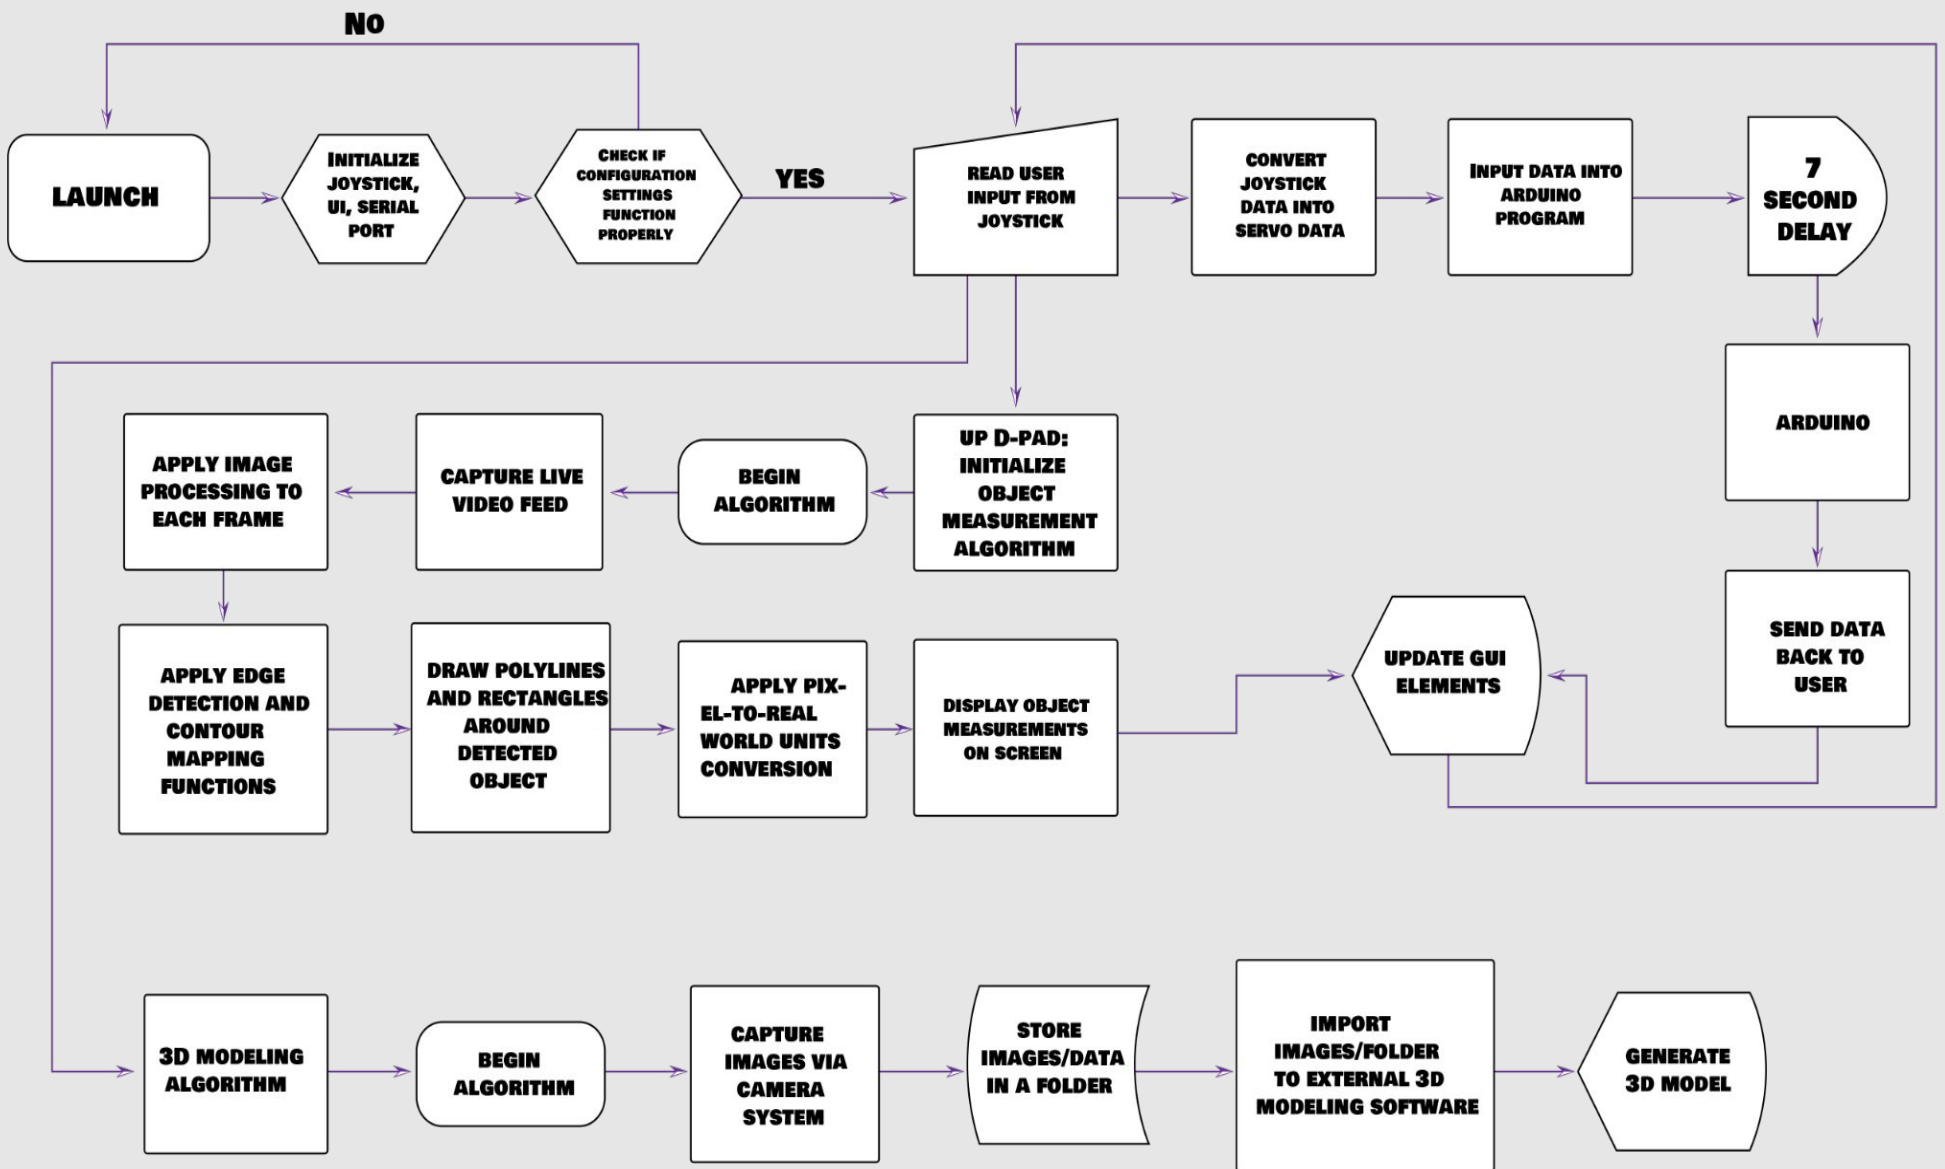 No
Launch
Initialize
joystick,
UI, serial
port
Check if
configuration
settings
function
properly
Yes
read user
input from
joystick
convert
joystick
data into
servo data
Input data into
arduino
program
7
second
delay
arduino
send data
back to
user
up D-pad:
initialize
object
measurement
algorithm
begin
algorithm
capture live
video feed
apply image
processing to
each frame
apply edge
detection and
contour
mapping
functions
draw polylines
and rectangles
around
detected
object
apply pix-
el-to-real
world units
conversion
display object
measurements
on screen
update GUI
elements
3D modeling
algorithm
begin
algorithm
capture
images via
camera
system
store
images/data
in a folder
import
images/folder
to external 3D
modeling software
generate
3D model